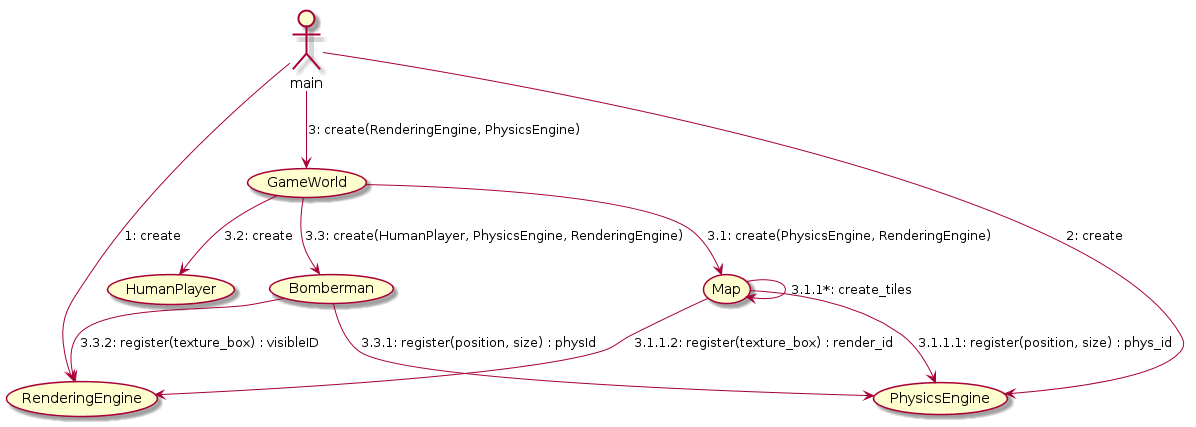 main
3: create(RenderingEngine, PhysicsEngine)
GameWorld
1: create
3.2: create
3.3: create(HumanPlayer, PhysicsEngine, RenderingEngine)
3.1: create(PhysicsEngine, RenderingEngine)
2: create
HumanPlayer
Bomberman
Map
3.1.1*: create_tiles
3.3.2: register(texture_box) : visibleID
3.3.1: register(position, size) : physId
3.1.1.2: register(texture_box) : render_id
3.1.1.1: register(position, size) : phys_id
RenderingEngine
PhysicsEngine